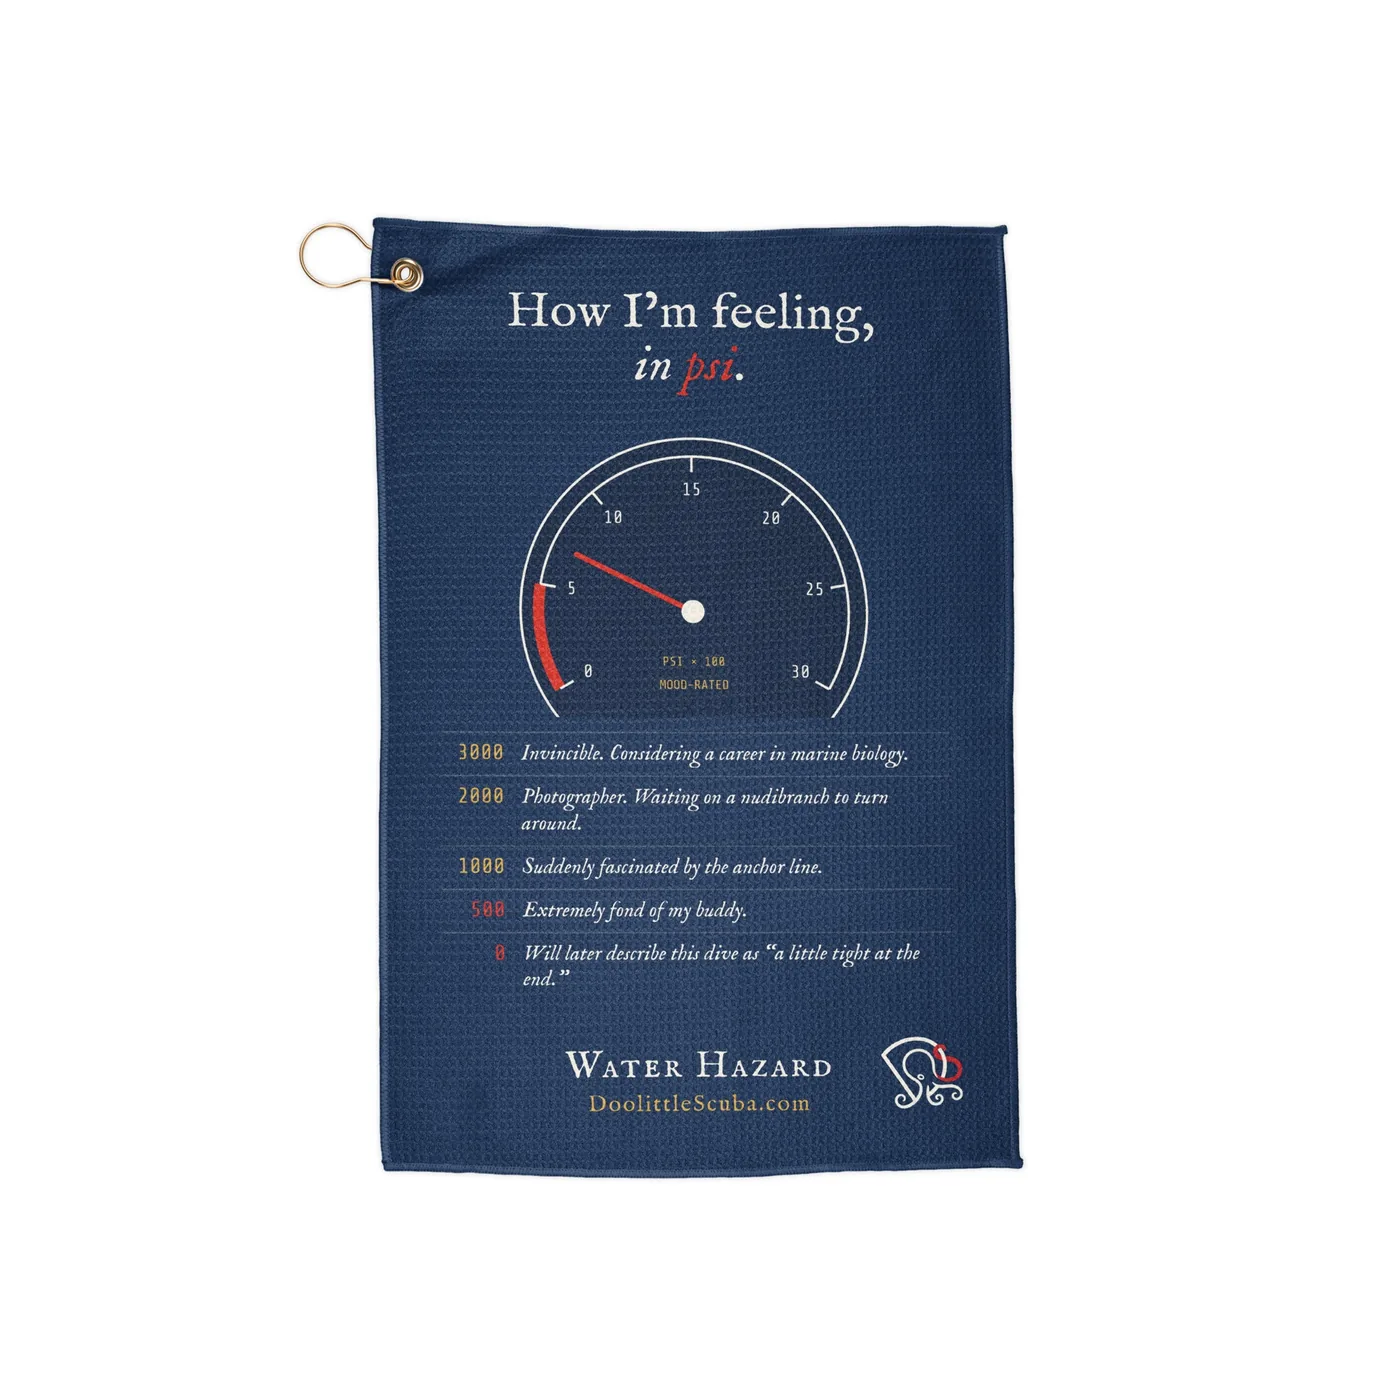 How I'm feeling,
in psi.
15
10
20
5
25
0
30
PSI × 100
MOOD-RATED
3000 Invincible. Considering a career in marine biology.
2000 Photographer. Waiting on a nudibranch to turn
around.
1000 Suddenly fascinated by the anchor line.
500 Extremely fond of my buddy.
0 Will later describe this dive as “a little tight at the
end.”
Water Hazard
DoolittleScuba.com